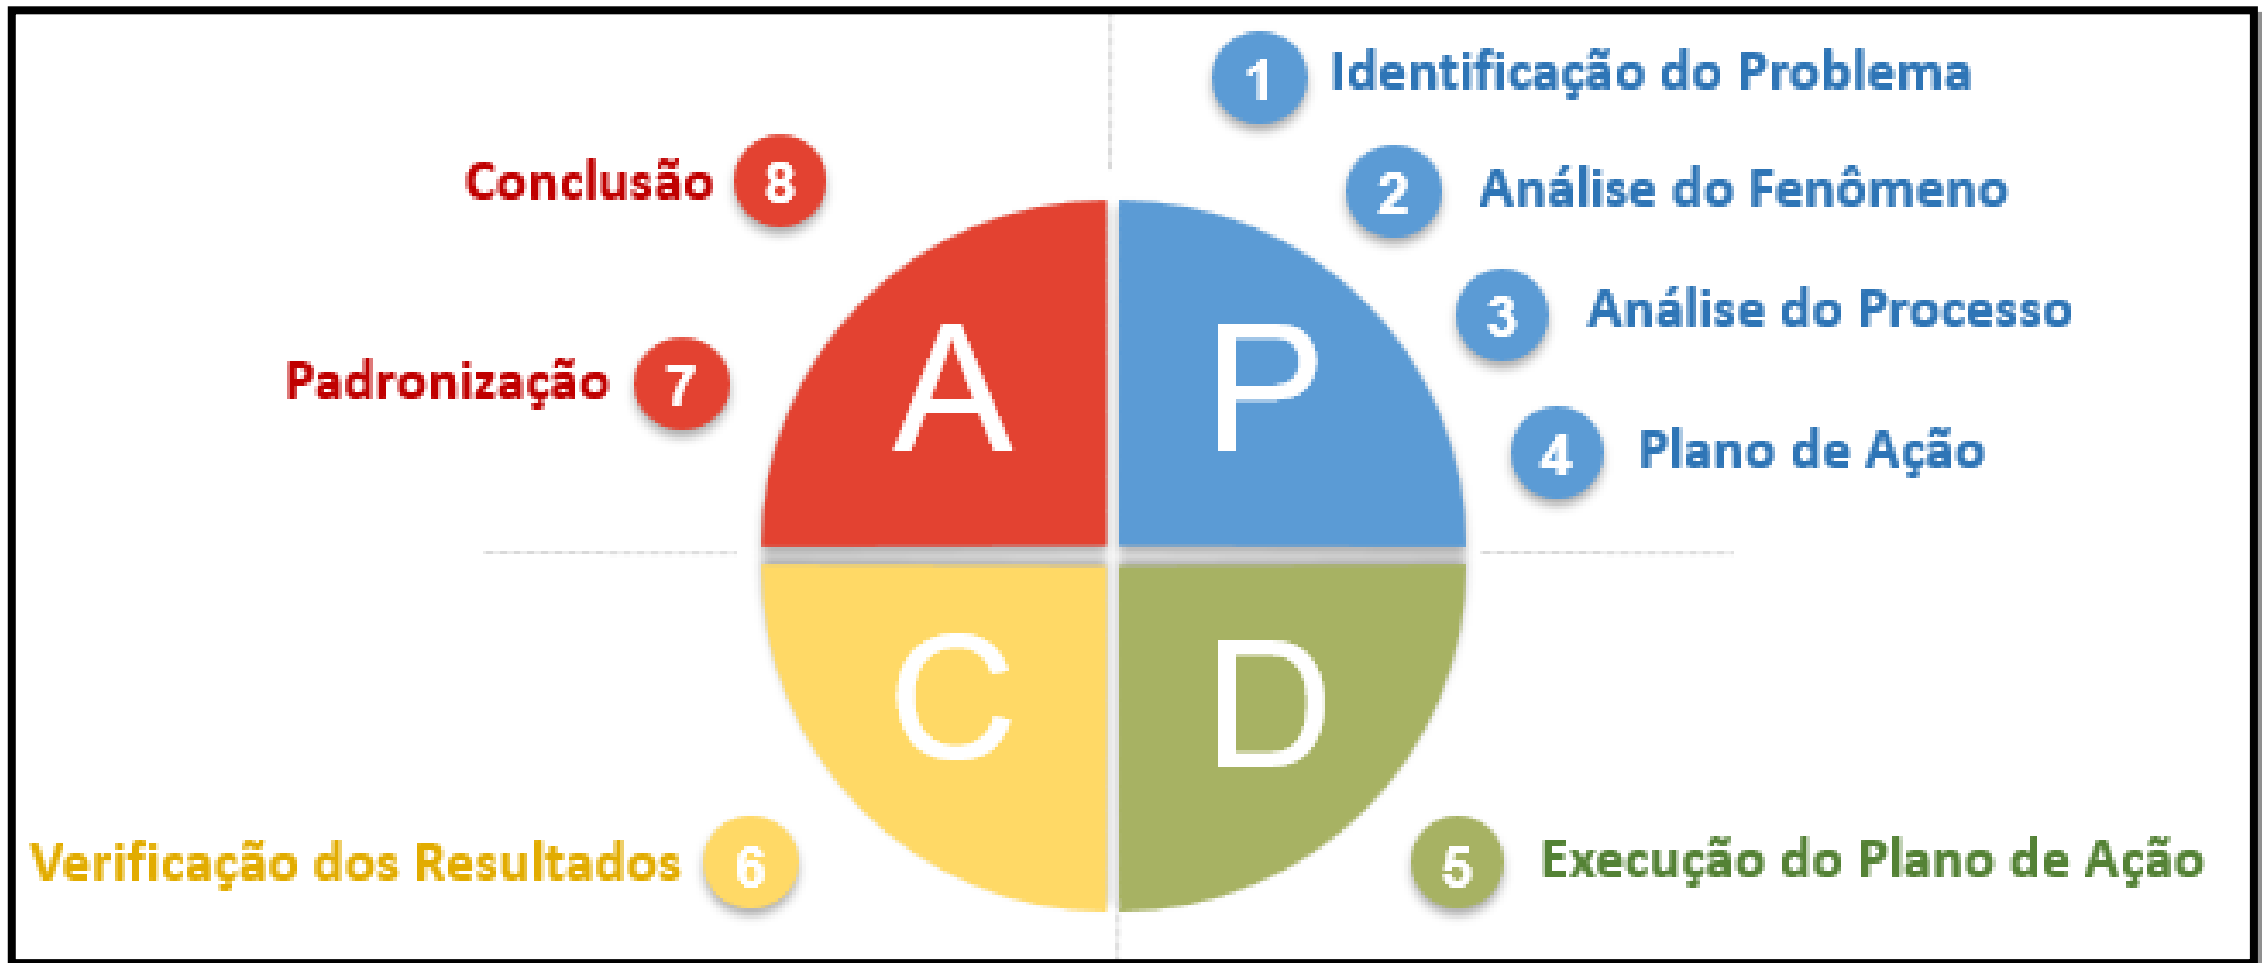 1 Identificação do Problema
2 Análise do Fenômeno
3 Análise do Processo
4 Plano de Ação
5 Execução do Plano de Ação
Verificação dos Resultados 6
Padronização 7
Conclusão 8
A P
C D